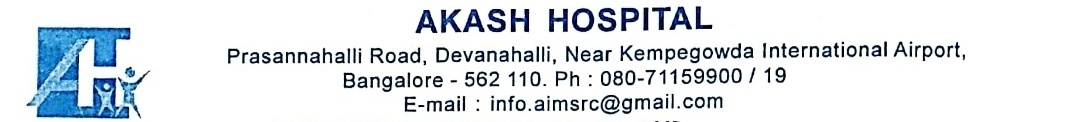 AKASH HOSPITAL
Prasannahalli Road, Devanahalli, Near Kempegowda International Airport,
Bangalore - 562 110. Ph : 080-71159900 / 19
E-mail : info.aimsrc@gmail.com